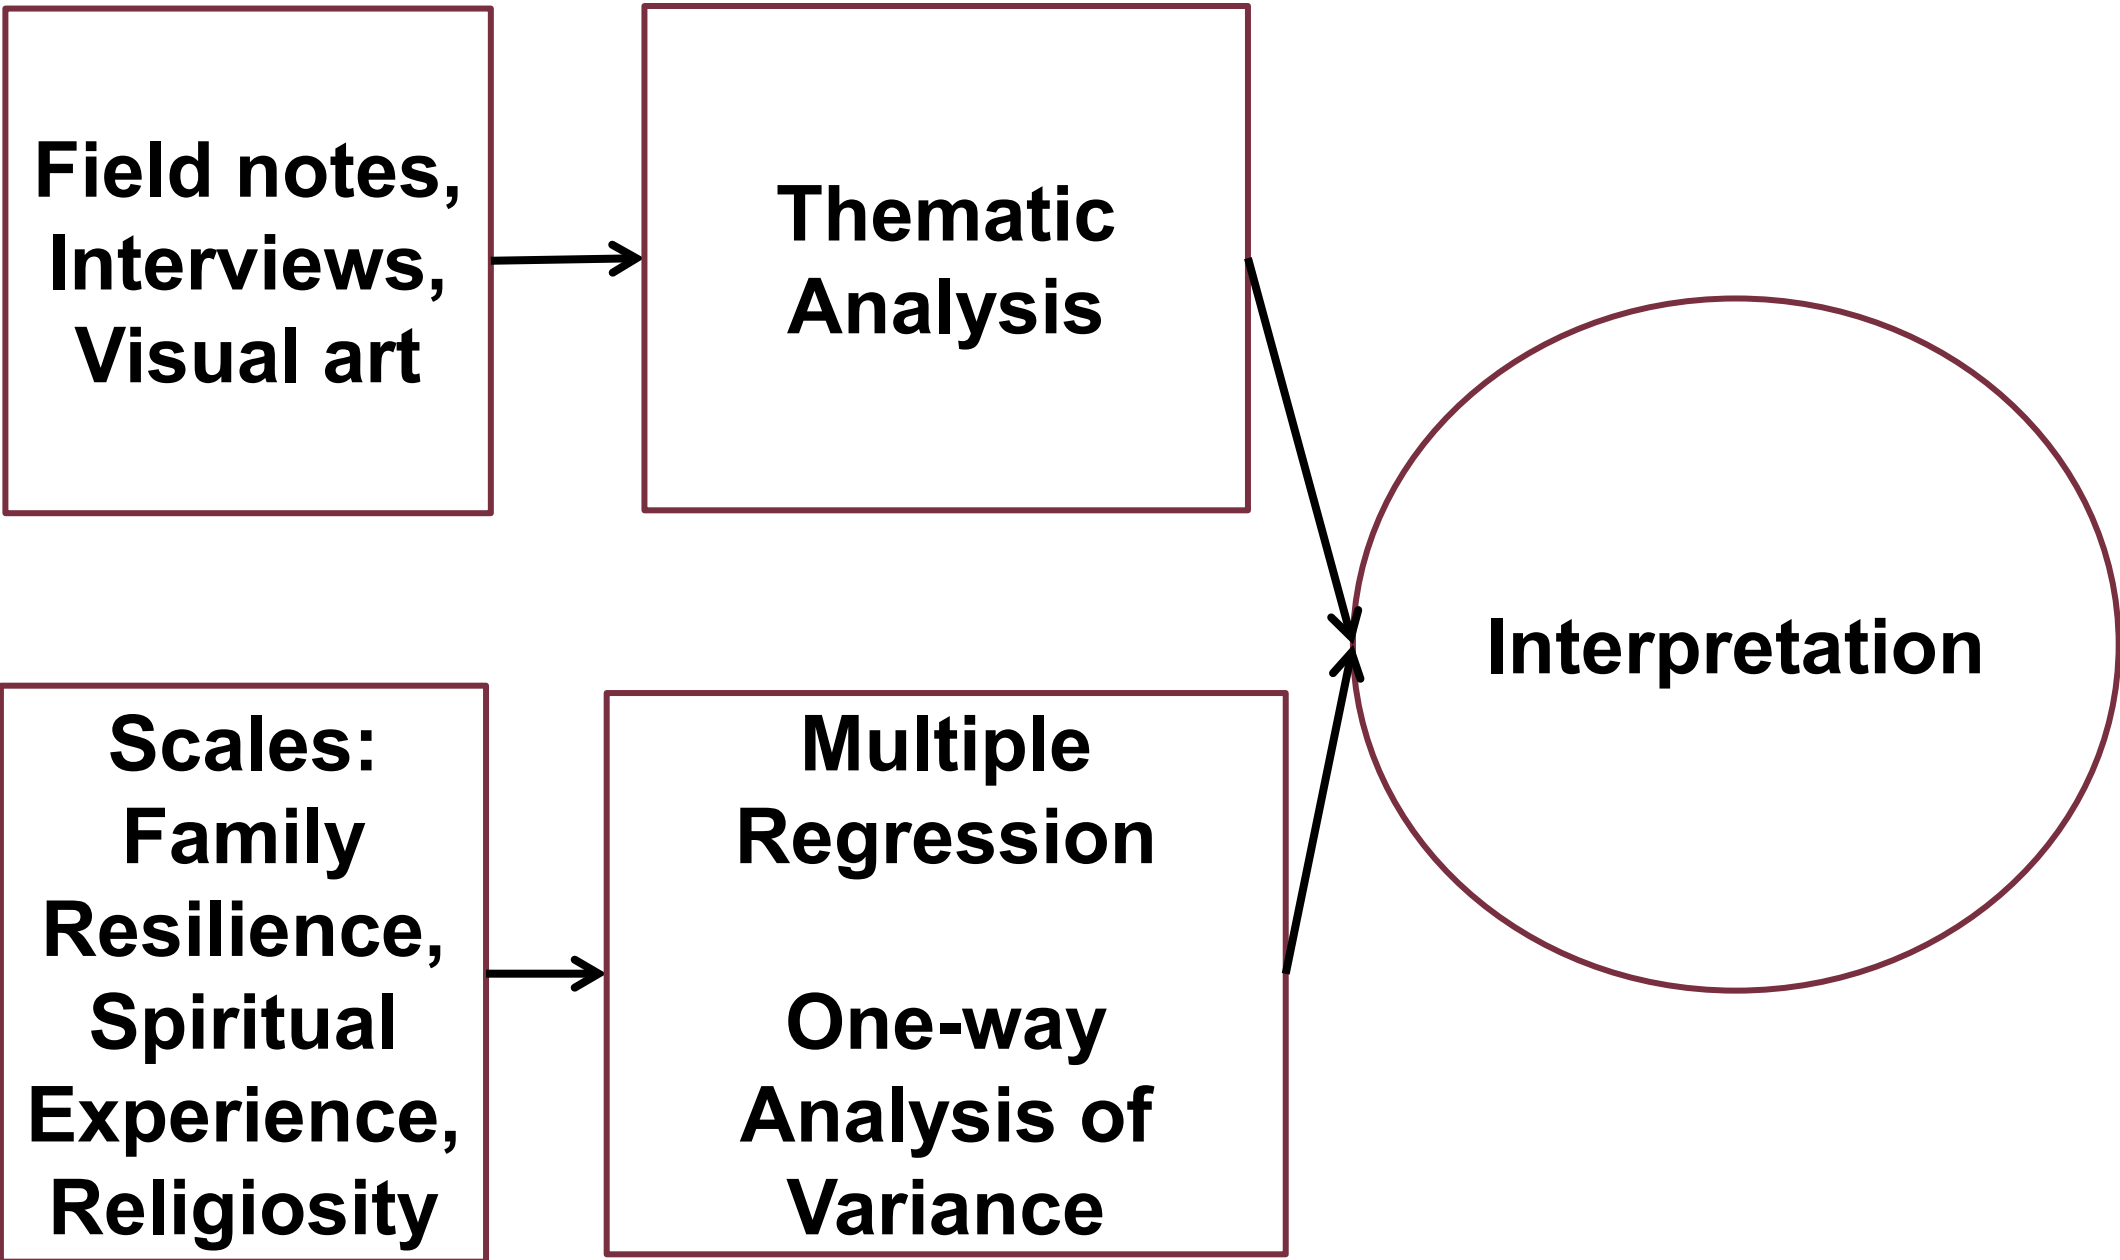 Field notes,
Interviews,
Visual art
Thematic
Analysis
Interpretation
Scales:
Family
Resilience,
Spiritual
Experience,
Religiosity
Multiple
Regression
One-way
Analysis of
Variance